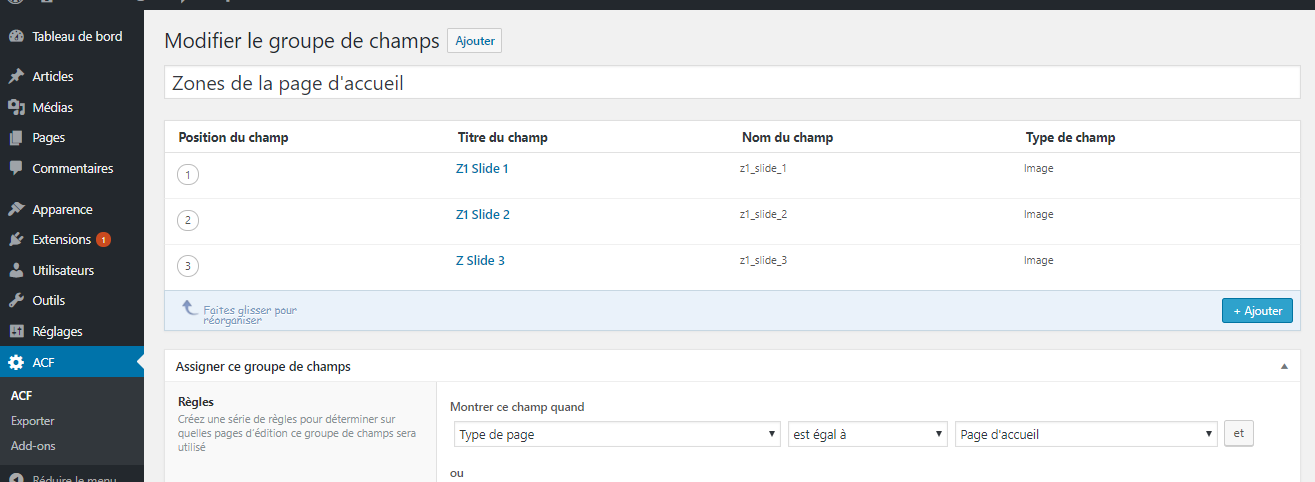 Tableau de bord
Articles
Médias
Pages
Commentaires
Apparence
Extensions 1
Utilisateurs
Outils
Réglages
ACF
ACF
Exporter
Add-ons
Réduire le menu
Modifier le groupe de champs Ajouter
Zones de la page d'accueil
Position du champ Titre du champ Nom du champ Type de champ
1 Z1 Slide 1 z1_slide_1 Image
2 Z1 Slide 2 z1_slide_2 Image
3 Z Slide 3 z1_slide_3 Image
Faites glisser pour
réorganiser
+ Ajouter
Assigner ce groupe de champs
Règles
Créez une série de règles pour déterminer sur
quelles pages d'édition ce groupe de champs sera
utilisé
Montrer ce champ quand
Type de page est égal à Page d'accueil et
ou